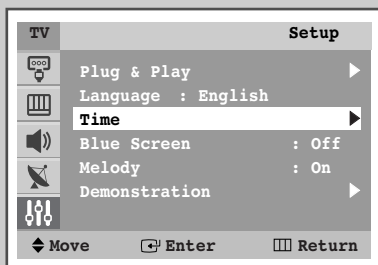 TV Setup
Plug & Play
Language : English
Time
Blue Screen : Off
Melody : On
Demonstration
Move Enter Return